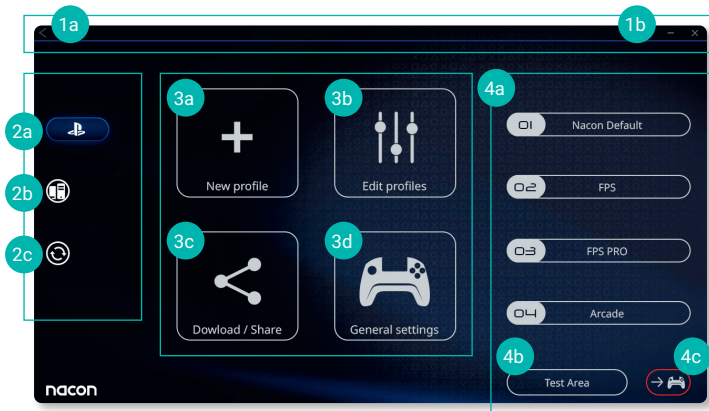 1a
1b
2a
2b
2c
3a
3b
New profile
Edit profiles
3c
3d
Dowload / Share
General settings
4a
01 Nacon Default
02 FPS
03 FPS PRO
04 Arcade
4b
4c
Test Area
nacon